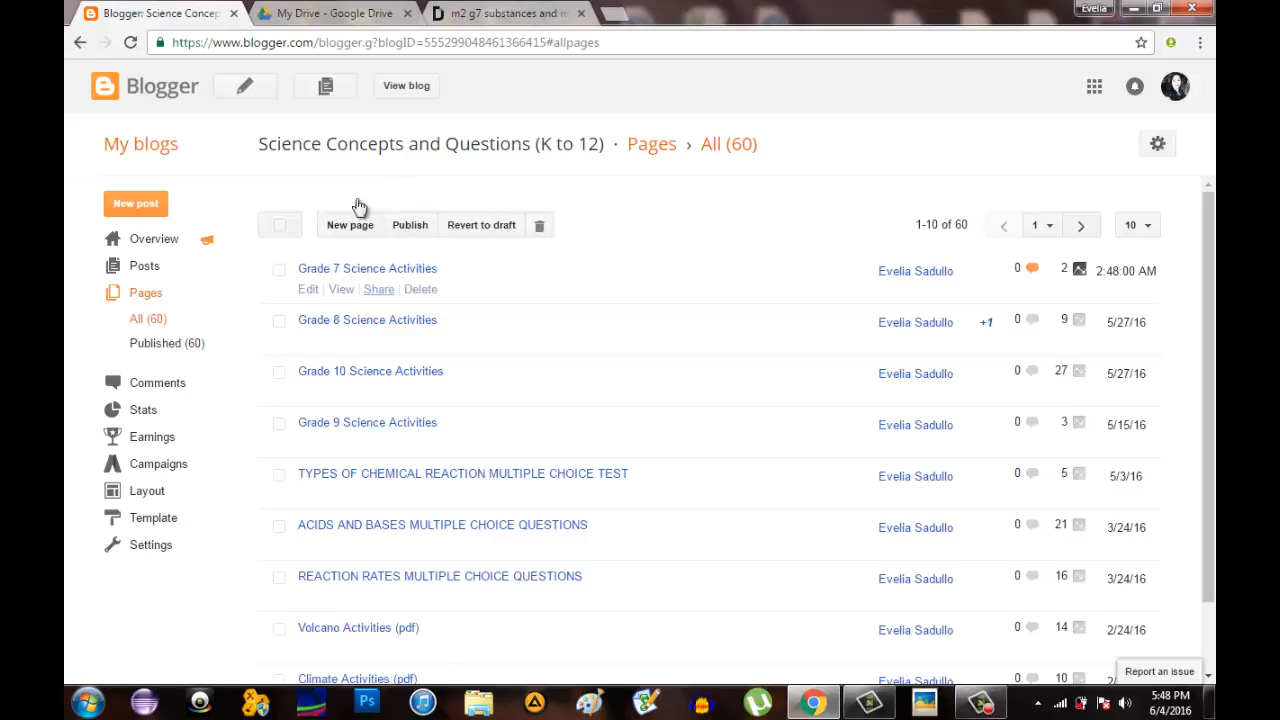 Blogger: Science Concep
My Drive - Google Drive
m2 g7 substances and m
Evelia
https://www.blogger.com/blogger.g?blogID=555299048461366415#allpages
Blogger
View blog
My blogs
Science Concepts and Questions (K to 12) · Pages › All (60)
New post
New page
Publish
Revert to draft
1-10 of 60
1
10
Overview
Posts
Pages
All (60)
Published (60)
Comments
Stats
Earnings
Campaigns
Layout
Template
Settings
Grade 7 Science Activities
Evelia Sadullo
0
2
2:48:00 AM
Edit | View | Share | Delete
Grade 8 Science Activities
Evelia Sadullo
+1
0
9
5/27/16
Grade 10 Science Activities
Evelia Sadullo
0
27
5/27/16
Grade 9 Science Activities
Evelia Sadullo
0
3
5/15/16
TYPES OF CHEMICAL REACTION MULTIPLE CHOICE TEST
Evelia Sadullo
0
5
5/3/16
ACIDS AND BASES MULTIPLE CHOICE QUESTIONS
Evelia Sadullo
0
21
3/24/16
REACTION RATES MULTIPLE CHOICE QUESTIONS
Evelia Sadullo
0
16
3/24/16
Volcano Activities (pdf)
Evelia Sadullo
0
14
2/24/16
Climate Activities (pdf)
Evelia Sadullo
0
10
Report an issue
Ps
5:48 PM
6/4/2016